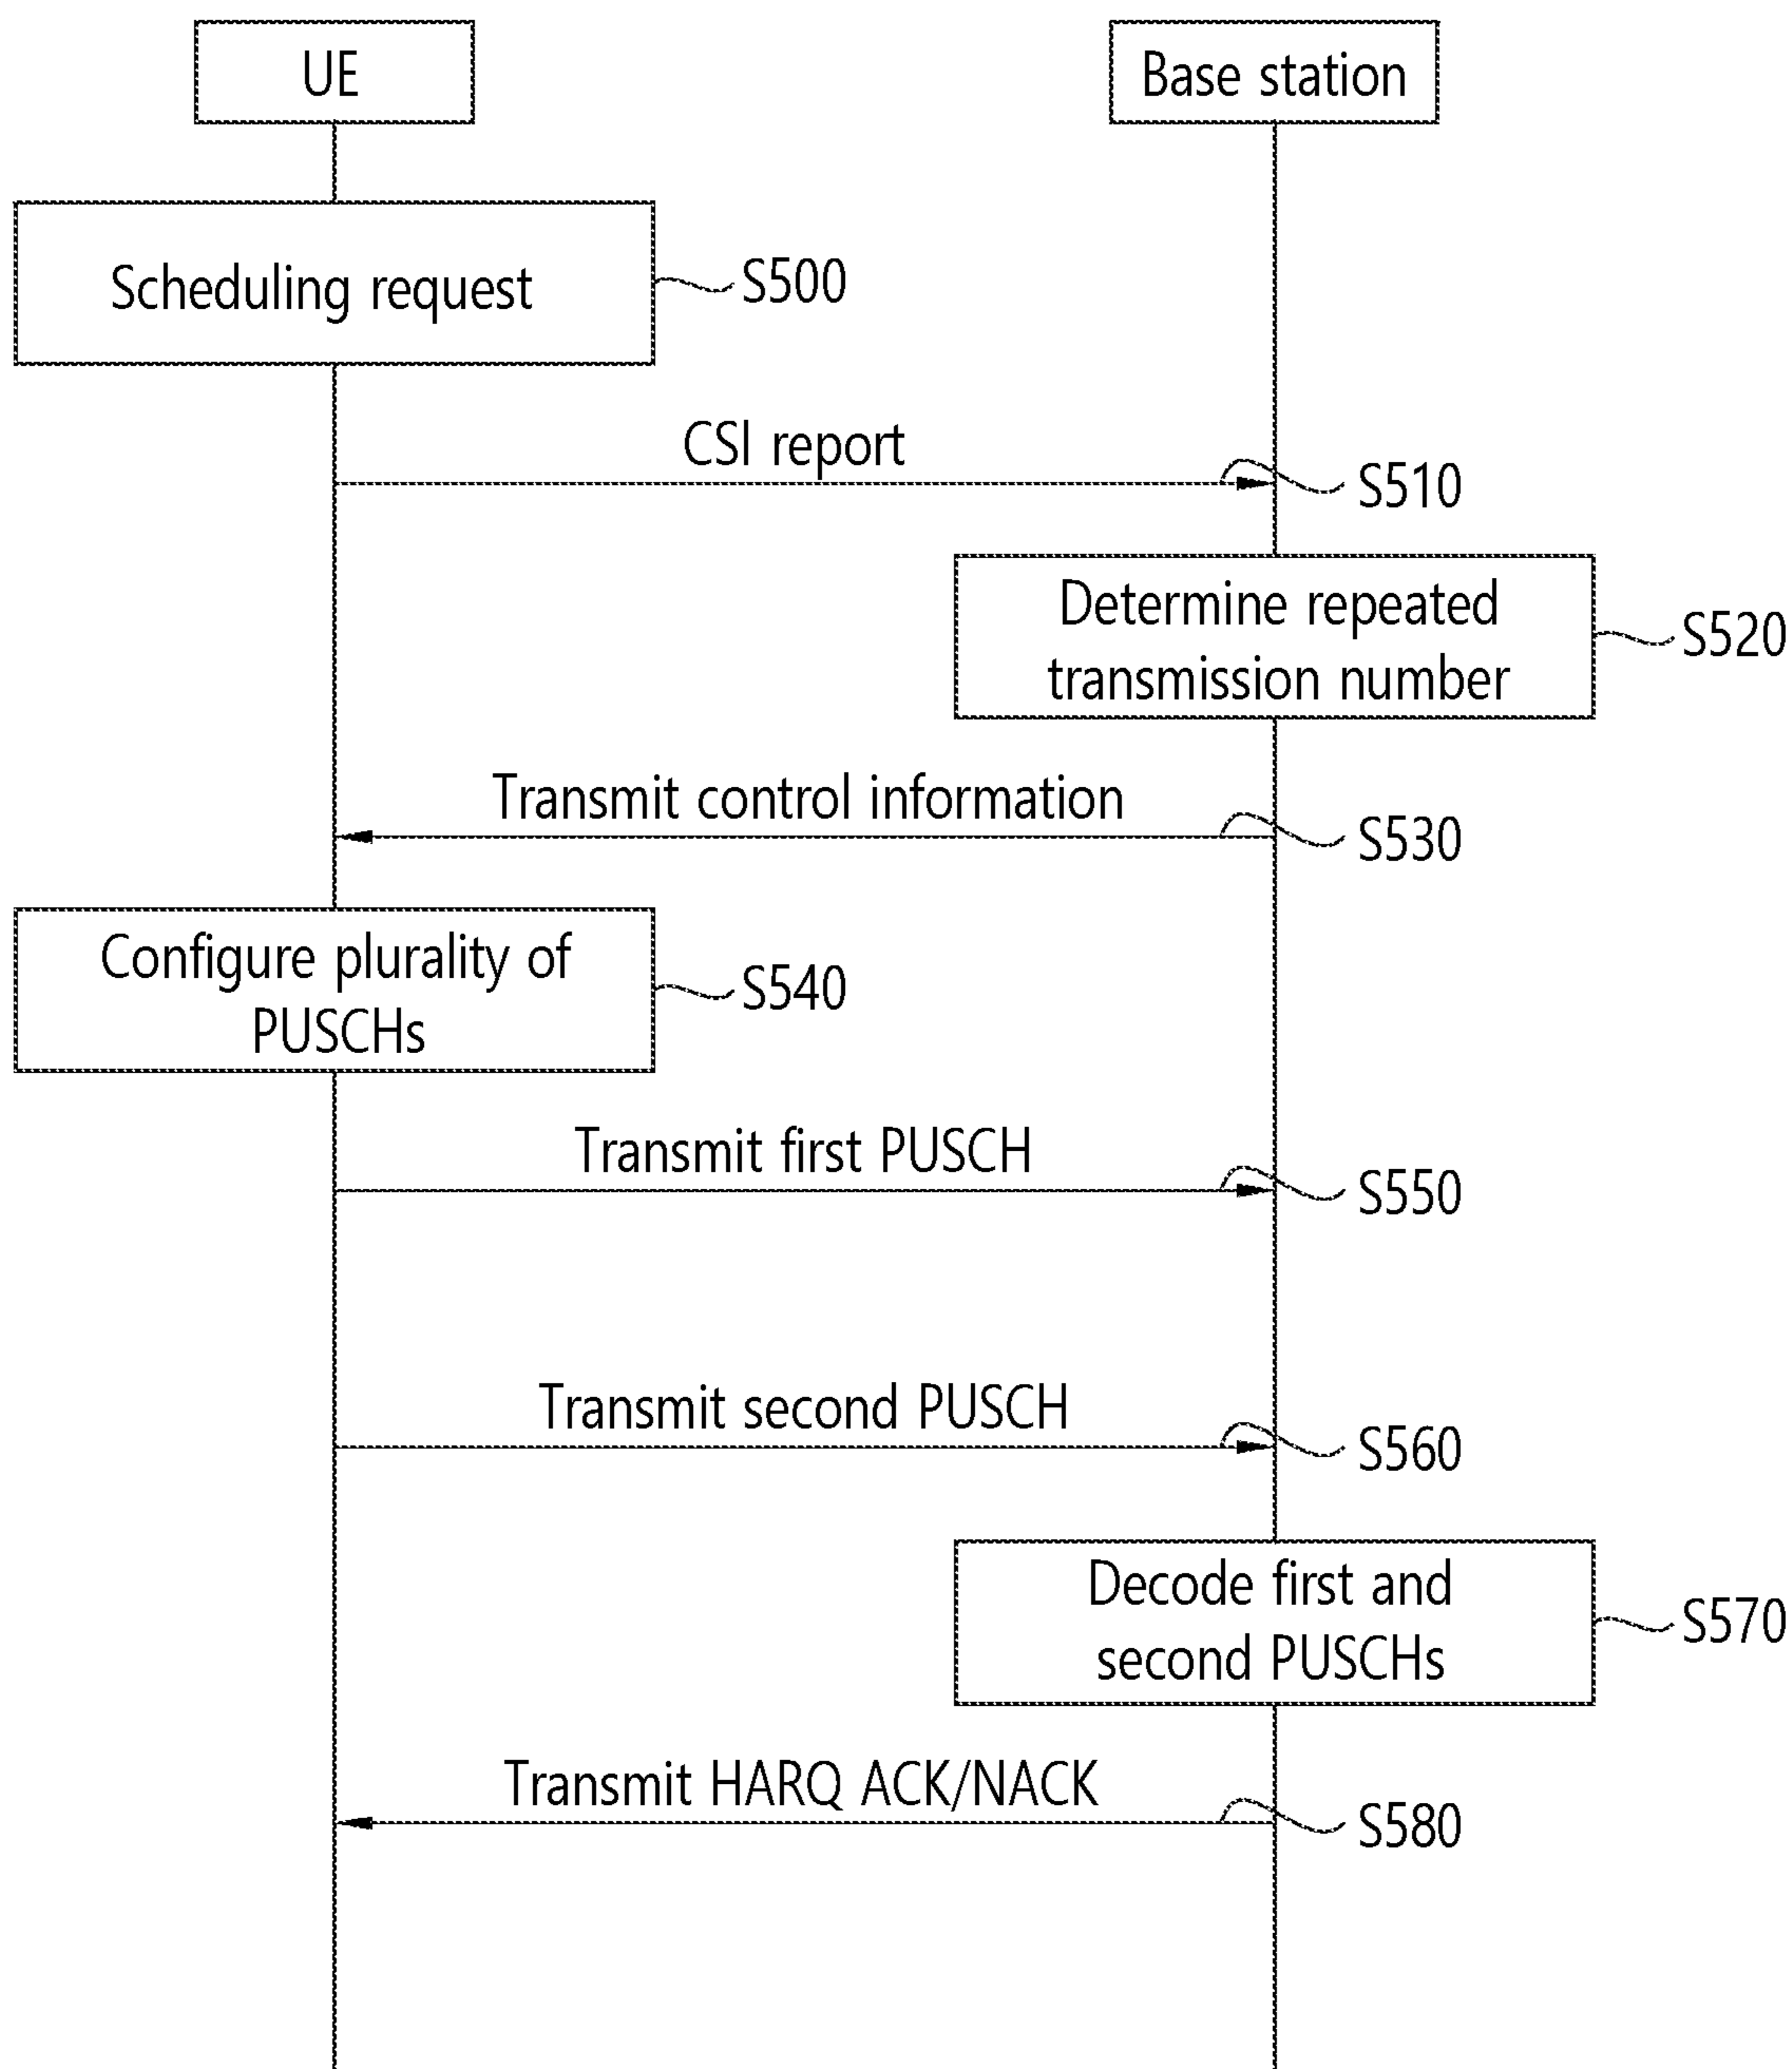 UE
Base station
Scheduling request
S500
CSI report
S510
Determine repeated
transmission number
S520
Transmit control information
S530
Configure plurality of
PUSCHs
S540
Transmit first PUSCH
S550
Transmit second PUSCH
S560
Decode first and
second PUSCHs
S570
Transmit HARQ ACK/NACK
S580